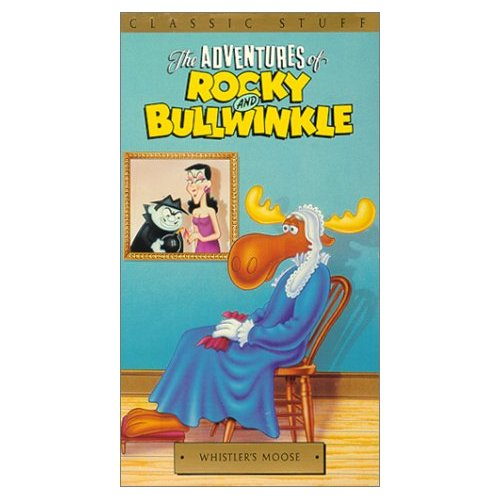 CLASSIC STUFF
The ADVENTURES of
ROCKY
AND
BULLWINKLE
WHISTLER'S MOOSE